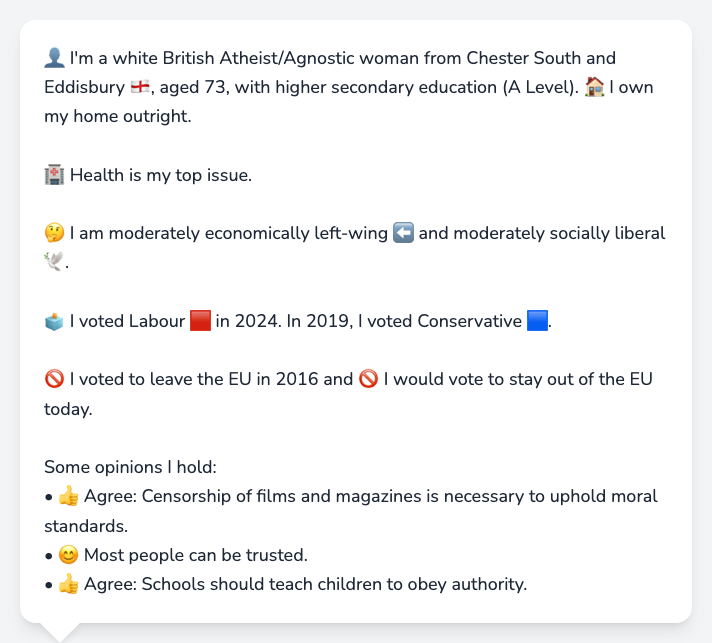 👤 I'm a white British Atheist/Agnostic woman from Chester South and
Eddisbury 🏴󠁧󠁢󠁥󠁮󠁧󠁿, aged 73, with higher secondary education (A Level). 🏠 I own
my home outright.
🏥 Health is my top issue.
🤔 I am moderately economically left-wing ⬅️ and moderately socially liberal
🕊️.
🗳️ I voted Labour 🟥 in 2024. In 2019, I voted Conservative 🟦.
🚫 I voted to leave the EU in 2016 and 🚫 I would vote to stay out of the EU
today.
Some opinions I hold:
• 👍 Agree: Censorship of films and magazines is necessary to uphold moral
standards.
• 😊 Most people can be trusted.
• 👍 Agree: Schools should teach children to obey authority.